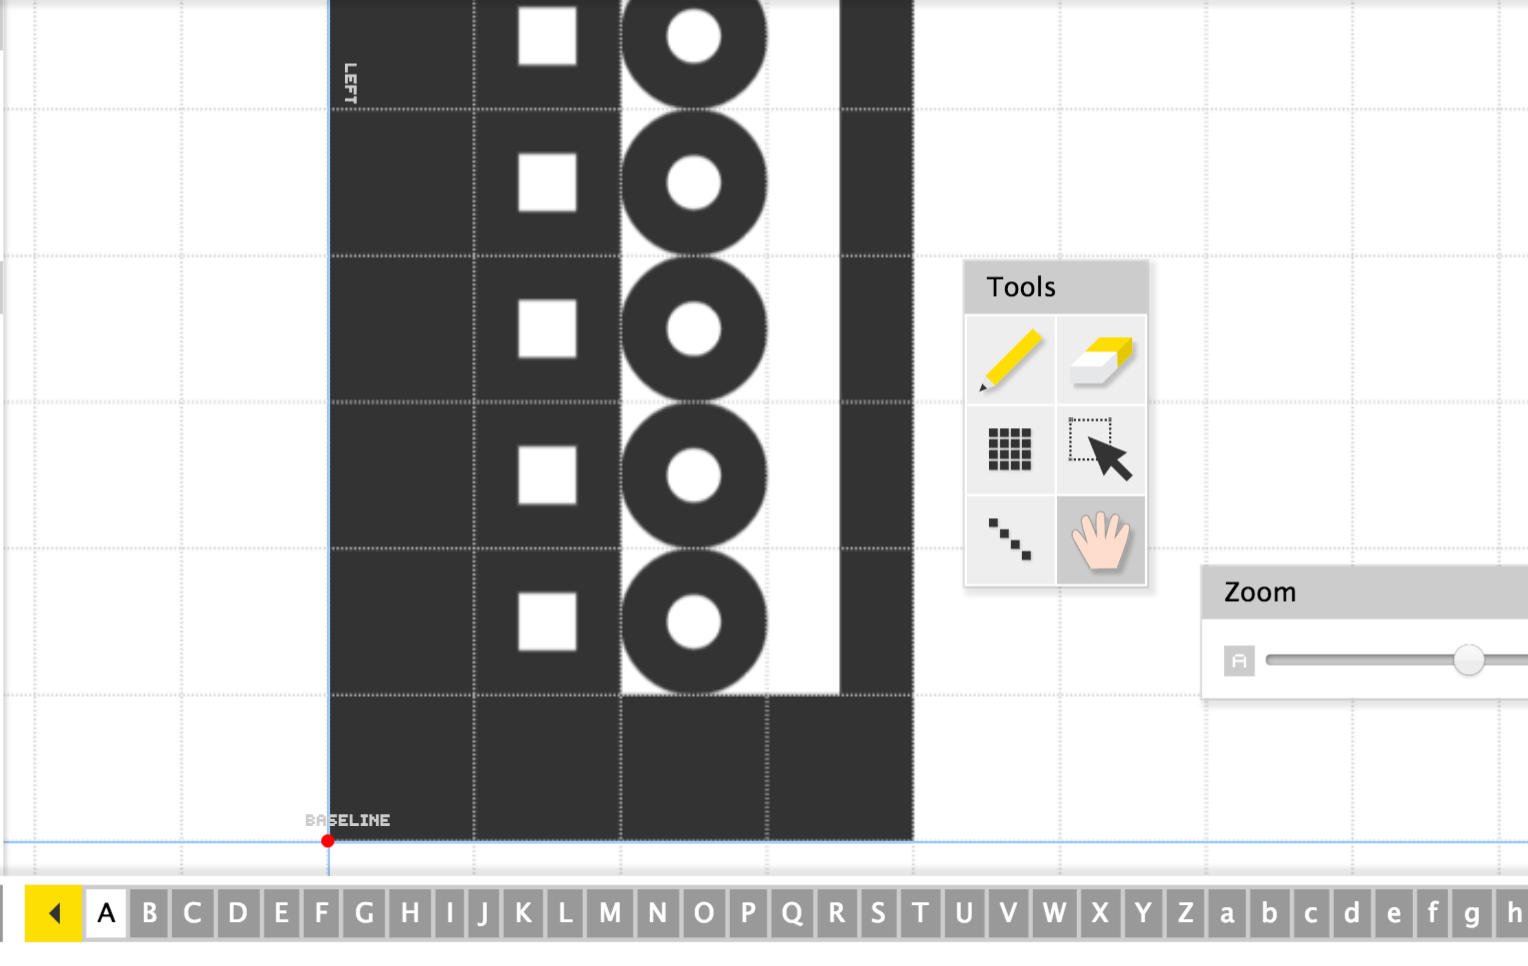 LEFT
Tools
Zoom
A
BASELINE
A B C D E F G H I J K L M N O P Q R S T U V W X Y Z a b c d e f g h